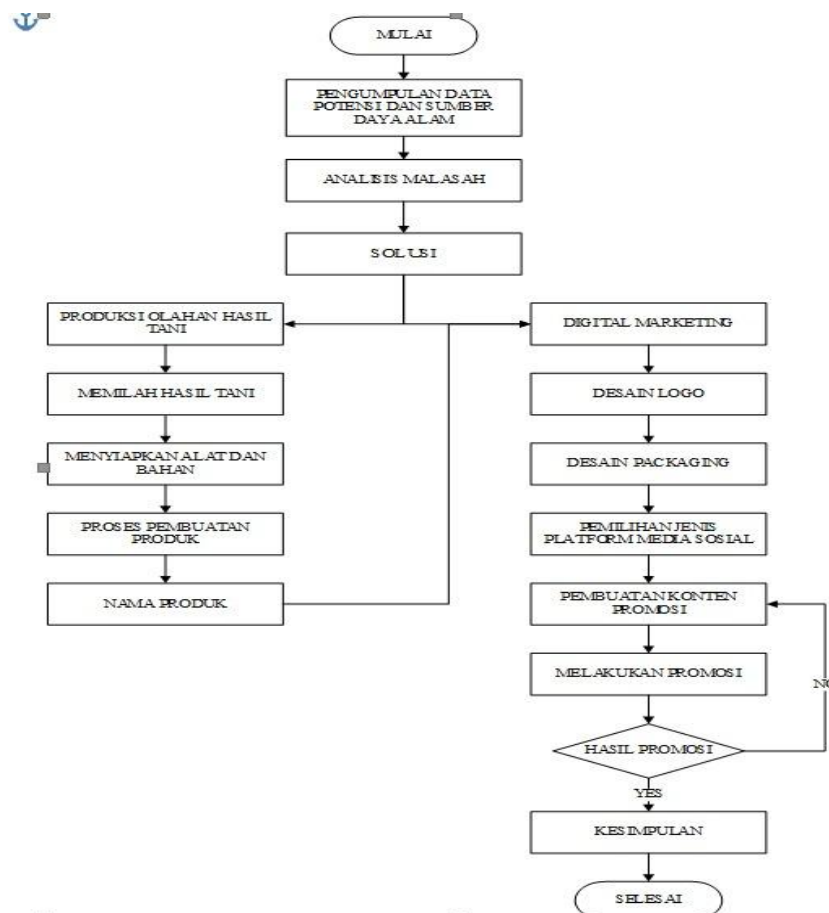 MULAI
PENGUMPULAN DATA
POTENSI DAN SUMBER
DAYA ALAM
ANALISIS MALASAH
SOLUSI
PRODUKSI OLAHAN HASIL
TANI
MEMILAH HASIL TANI
MENYIAPKAN ALAT DAN
BAHAN
PROSES PEMBUATAN
PRODUK
NAMA PRODUK
DIGITAL MARKETING
DESAIN LOGO
DESAIN PACKAGING
PEMILIHAN JENIS
PLATFORM MEDIA SOSIAL
PEMBUATAN KONTEN
PROMOSI
MELAKUKAN PROMOSI
HASIL PROMOSI
NO
YES
KESIMPULAN
SELESAI